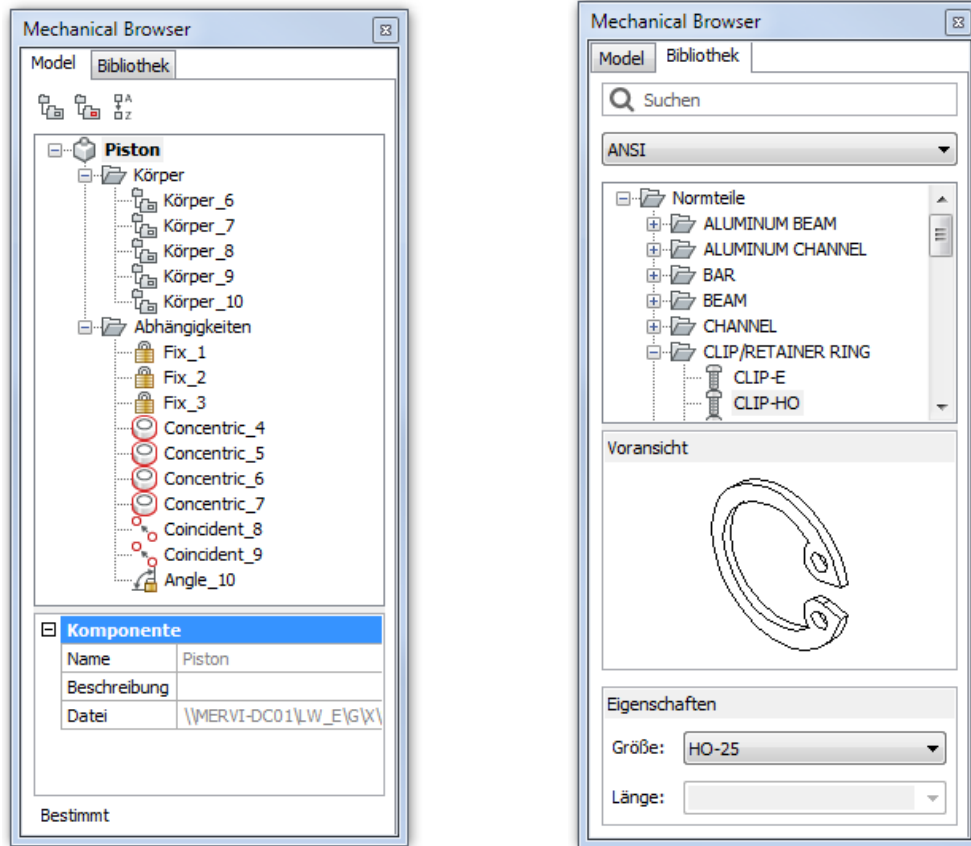 Mechanical Browser
Model
Bibliothek
A
Z
Piston
Körper
Körper_6
Körper_7
Körper_8
Körper_9
Körper_10
Abhängigkeiten
Fix_1
Fix_2
Fix_3
Concentric_4
Concentric_5
Concentric_6
Concentric_7
Coincident_8
Coincident_9
Angle_10
Komponente
Name Piston
Beschreibung
Datei \\MERVI-DC01\LW_E\G\X\
Bestimmt
Mechanical Browser
Model
Bibliothek
Suchen
ANSI
Normteile
ALUMINUM BEAM
ALUMINUM CHANNEL
BAR
BEAM
CHANNEL
CLIP/RETAINER RING
CLIP-E
CLIP-HO
Voransicht
Eigenschaften
Größe: HO-25
Länge: